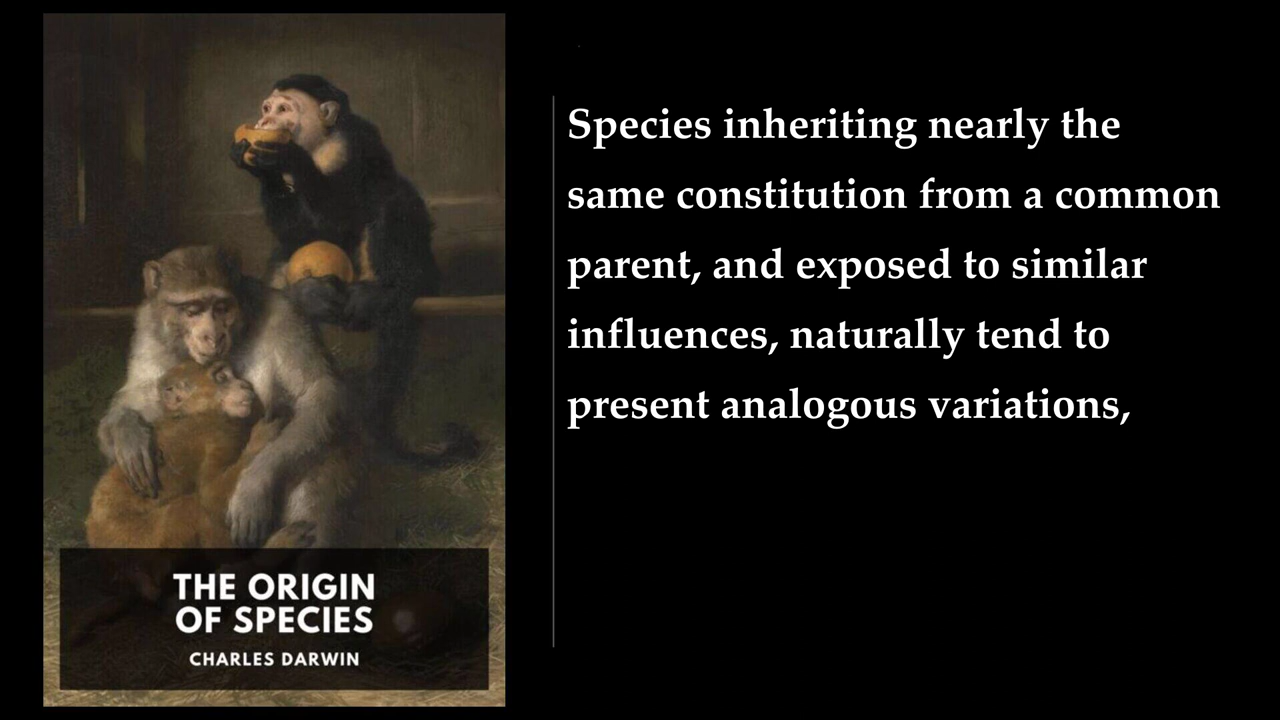 Species inheriting nearly the
same constitution from a common
parent, and exposed to similar
influences, naturally tend to
present analogous variations,
THE ORIGIN
OF SPECIES
CHARLES DARWIN